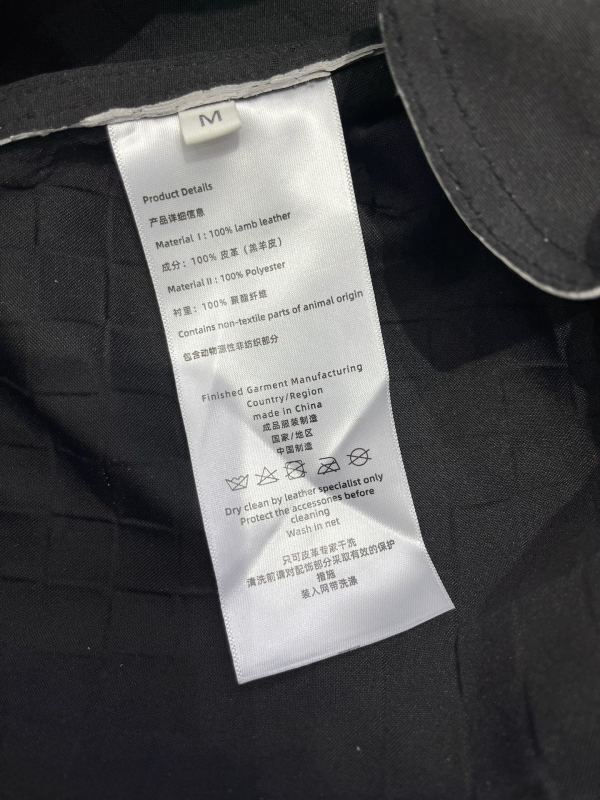 M
Product Details
产品详细信息
Material Ⅰ : 100% lamb leather
成分：100% 皮革（羔羊皮）
Material II : 100% Polyester
衬里：100% 聚酯纤维
Contains non-textile parts of animal origin
包含动物源性非纺织部分
Finished Garment Manufacturing
Country/Region
made in China
成品服装制造
国家/地区
中国制造
Dry clean by leather specialist only
Protect the accessones before
cleaning
Wash in net
只可皮革专家干洗
清洗前请对配饰部分采取有效的保护
措施
装入网带洗涤